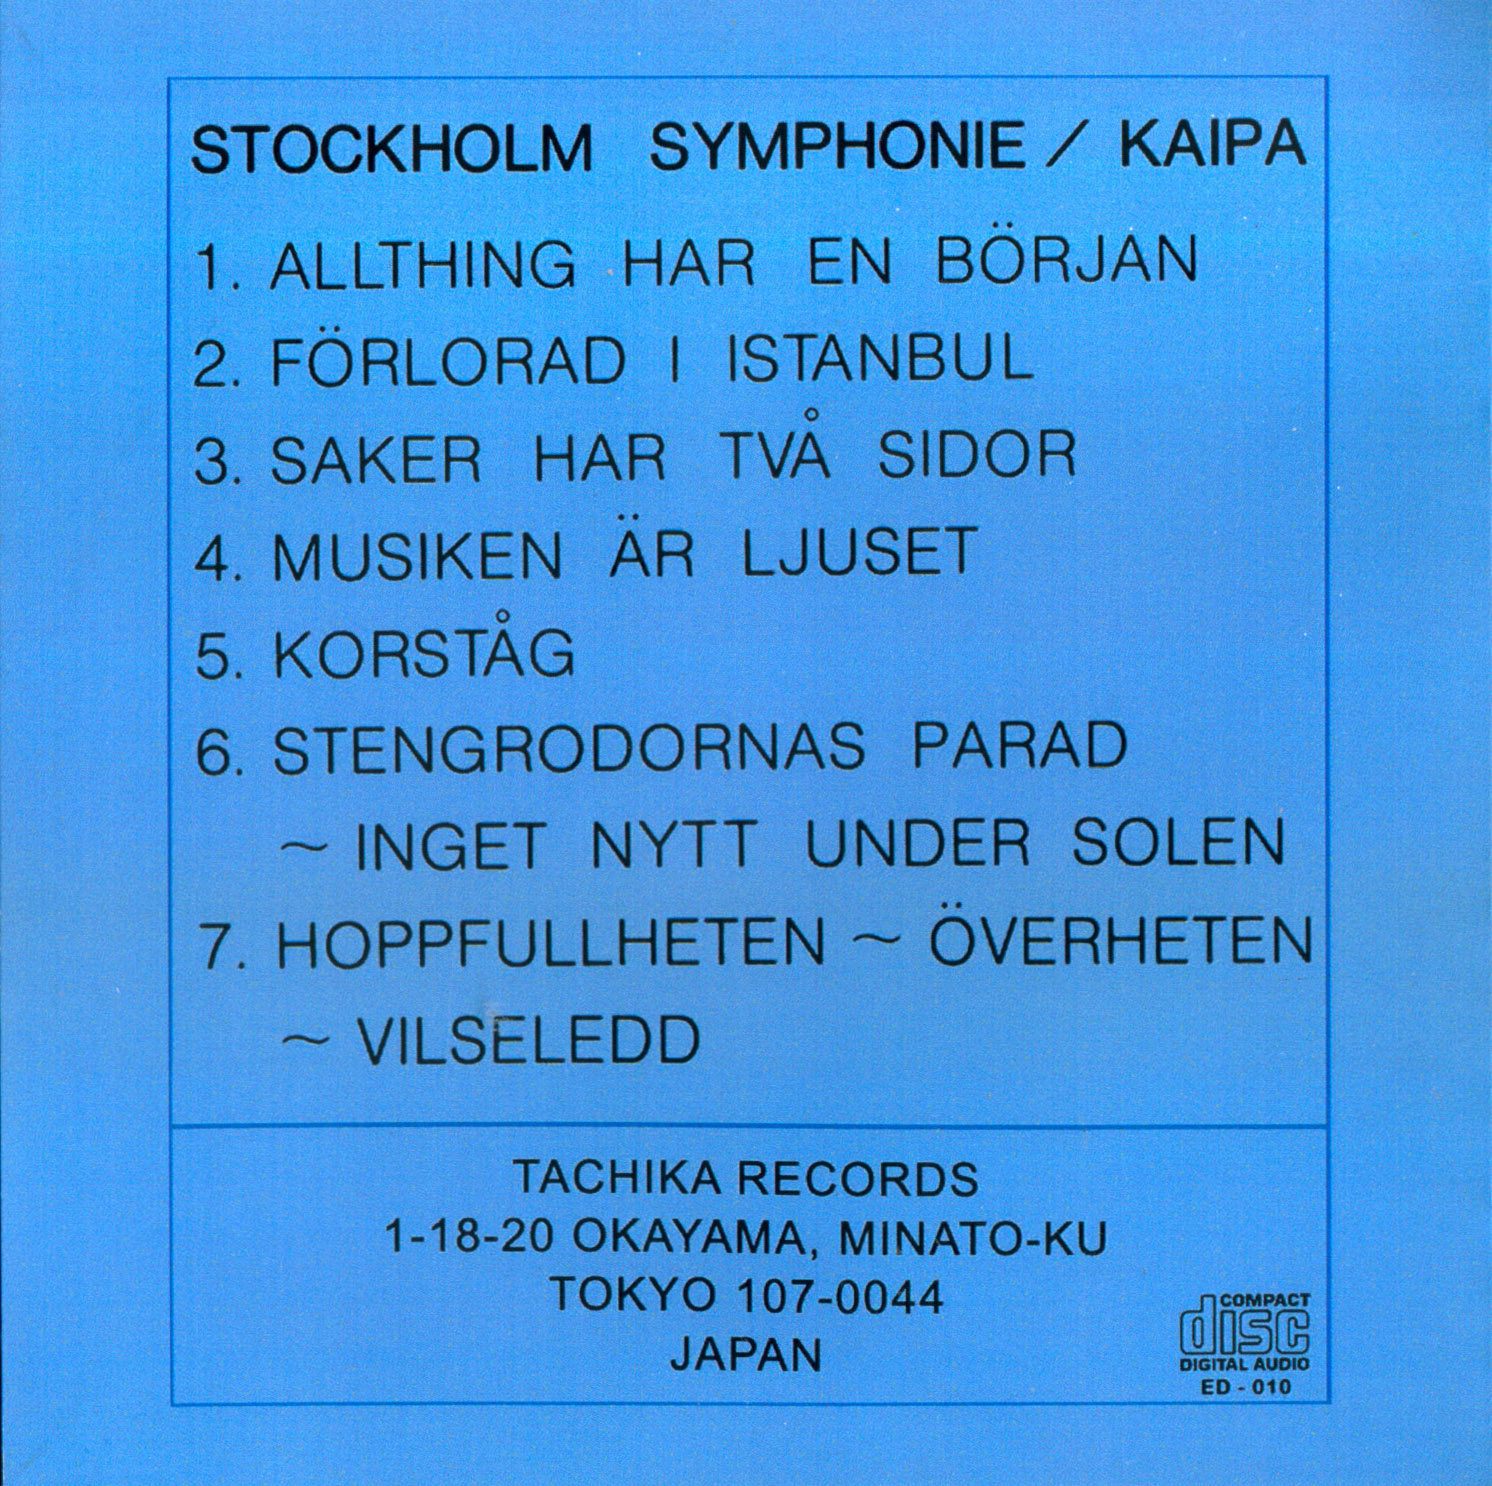 STOCKHOLM SYMPHONIE / KAIPA
1. ALLTHING HAR EN BÖRJAN
2. FÖRLORAD I ISTANBUL
3. SAKER HAR TVÅ SIDOR
4. MUSIKEN ÄR LJUSET
5. KORSTÅG
6. STENGRODORNAS PARAD
~ INGET NYTT UNDER SOLEN
7. HOPPFULLHETEN ~ ÖVERHETEN
~ VILSELEDD
TACHIKA RECORDS
1-18-20 OKAYAMA, MINATO-KU
TOKYO 107-0044
JAPAN
COMPACT
disc
DIGITAL AUDIO
ED - 010